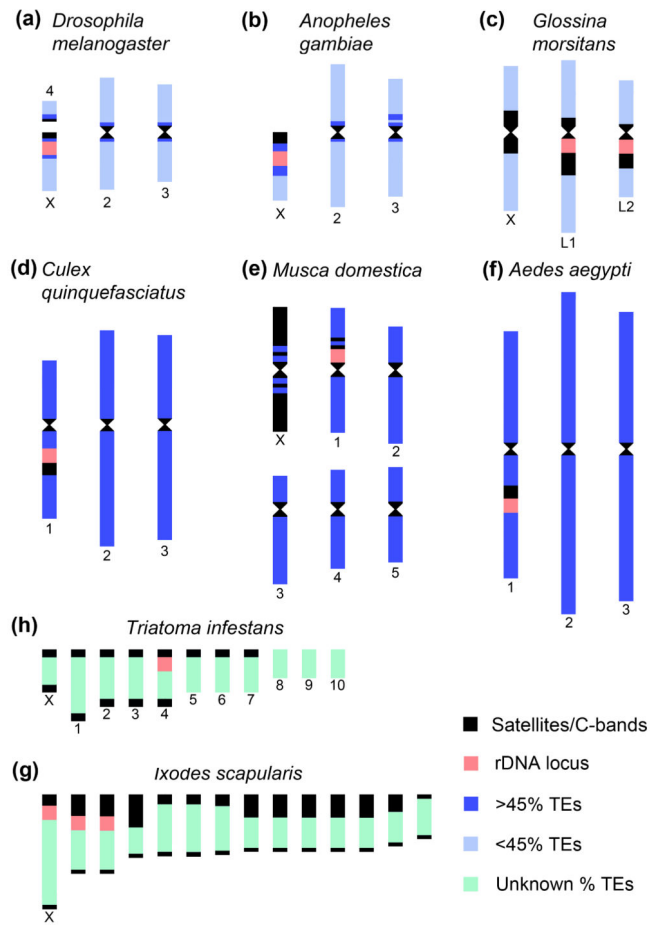 (a) Drosophila melanogaster
4
X 2 3
(b) Anopheles gambiae
X 2 3
(c) Glossina morsitans
X L1 L2
(d) Culex quinquefasciatus
1 2 3
(e) Musca domestica
X 1 2
3 4 5
(f) Aedes aegypti
1 2 3
(h) Triatoma infestans
X 1 2 3 4 5 6 7 8 9 10
(g) Ixodes scapularis
X
Satellites/C-bands
rDNA locus
>45% TEs
<45% TEs
Unknown % TEs